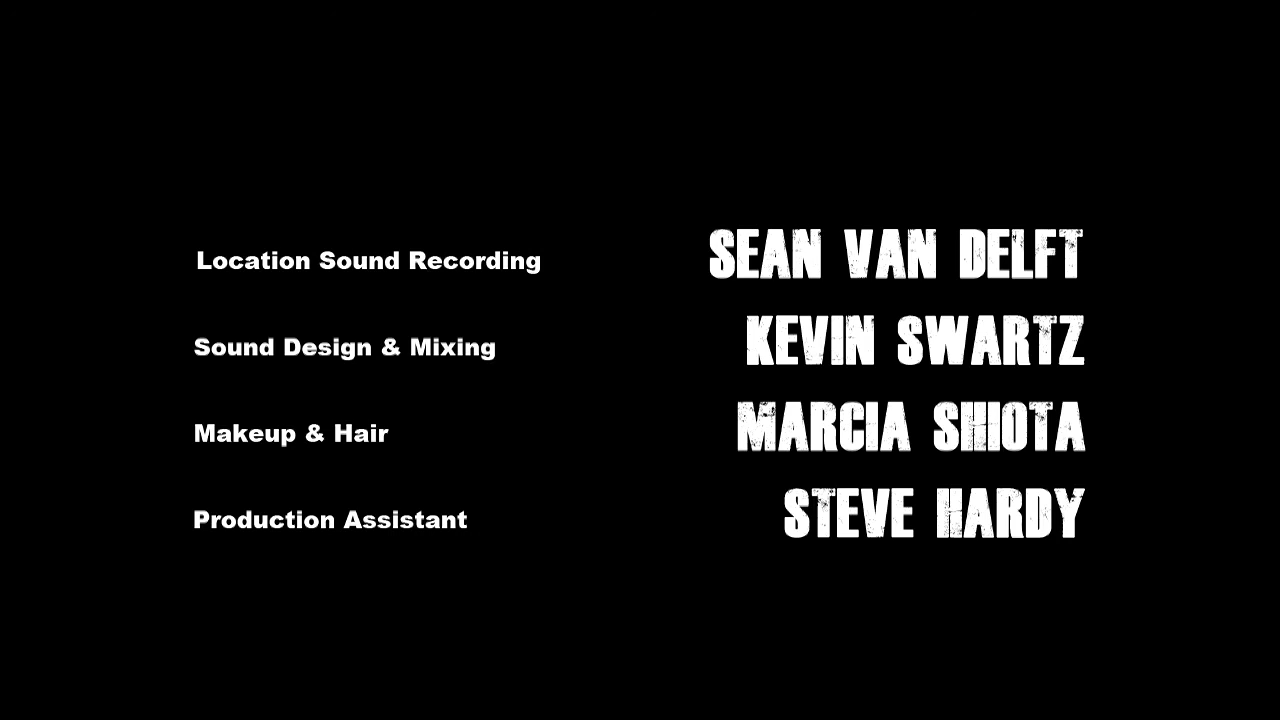 Location Sound Recording SEAN VAN DELFT
Sound Design & Mixing KEVIN SWARTZ
Makeup & Hair MARCIA SHIOTA
Production Assistant STEVE HARDY